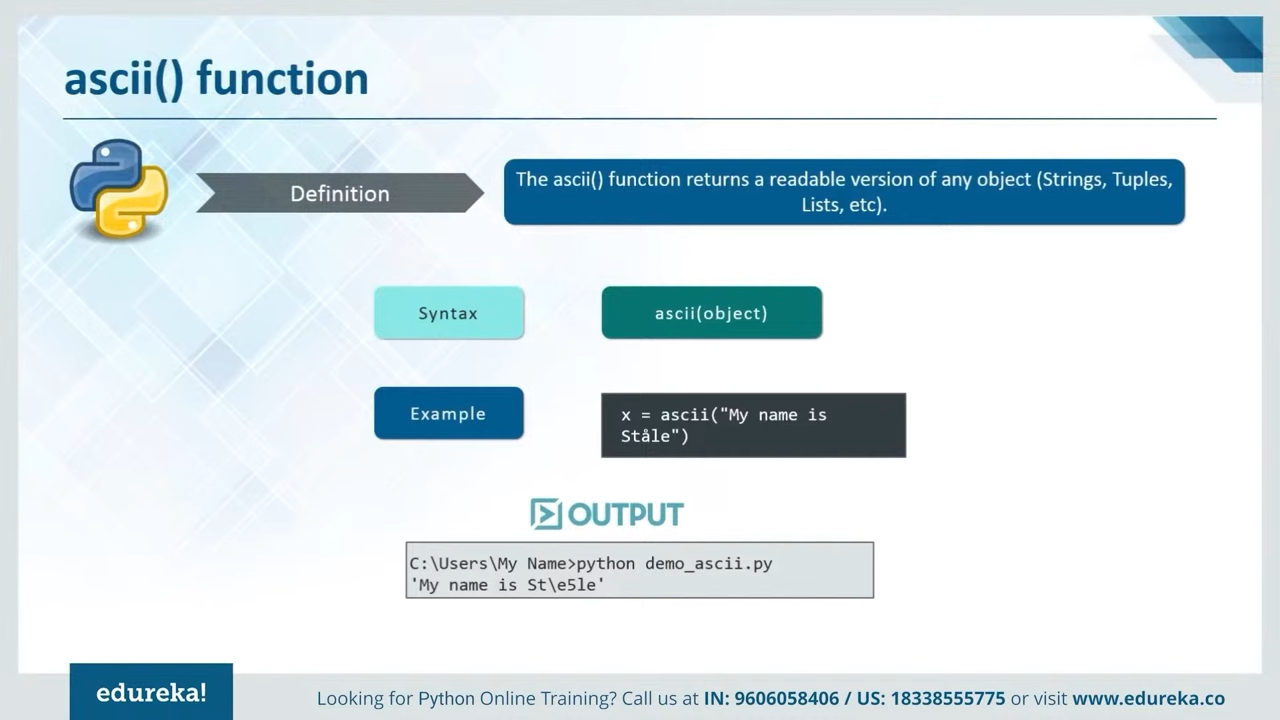 ascii() function
Definition
The ascii() function returns a readable version of any object (Strings, Tuples,
Lists, etc).
Syntax
ascii(object)
Example
x = ascii("My name is
Ståle")
OUTPUT
C:\Users\My Name>python demo_ascii.py
'My name is St\e5le'
edureka!
Looking for Python Online Training? Call us at IN: 9606058406 / US: 18338555775 or visit www.edureka.co